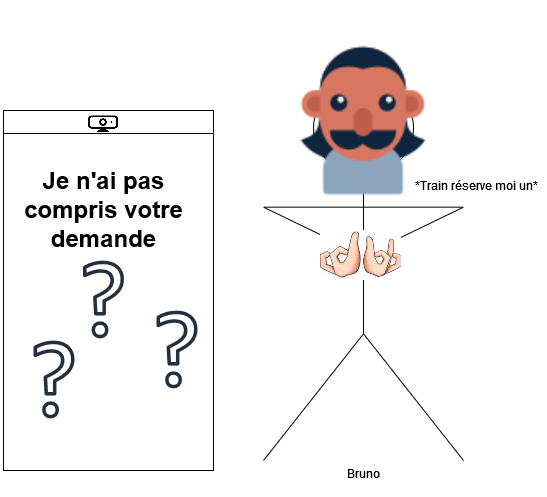 Je n'ai pas
compris votre
demande
*Train réserve moi un*
Bruno